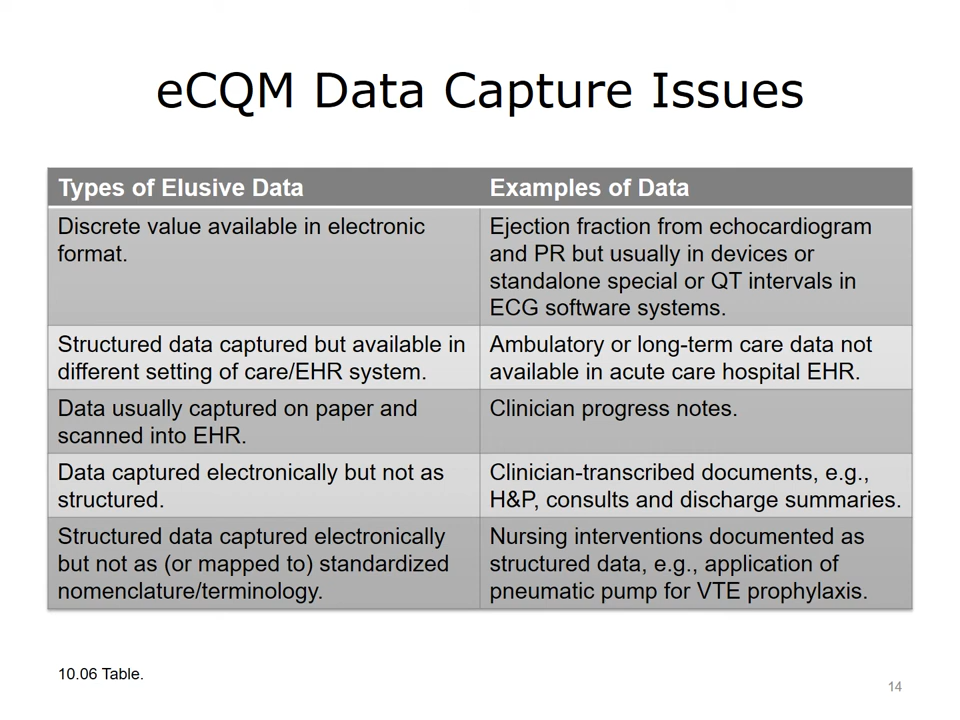 eCQM Data Capture Issues
Types of Elusive Data
Examples of Data
Discrete value available in electronic
format.
Ejection fraction from echocardiogram
and PR but usually in devices or
standalone special or QT intervals in
ECG software systems.
Structured data captured but available in
different setting of care/EHR system.
Ambulatory or long-term care data not
available in acute care hospital EHR.
Data usually captured on paper and
scanned into EHR.
Clinician progress notes.
Data captured electronically but not as
structured.
Clinician-transcribed documents, e.g.,
H&P, consults and discharge summaries.
Structured data captured electronically
but not as (or mapped to) standardized
nomenclature/terminology.
Nursing interventions documented as
structured data, e.g., application of
pneumatic pump for VTE prophylaxis.
10.06 Table.
14